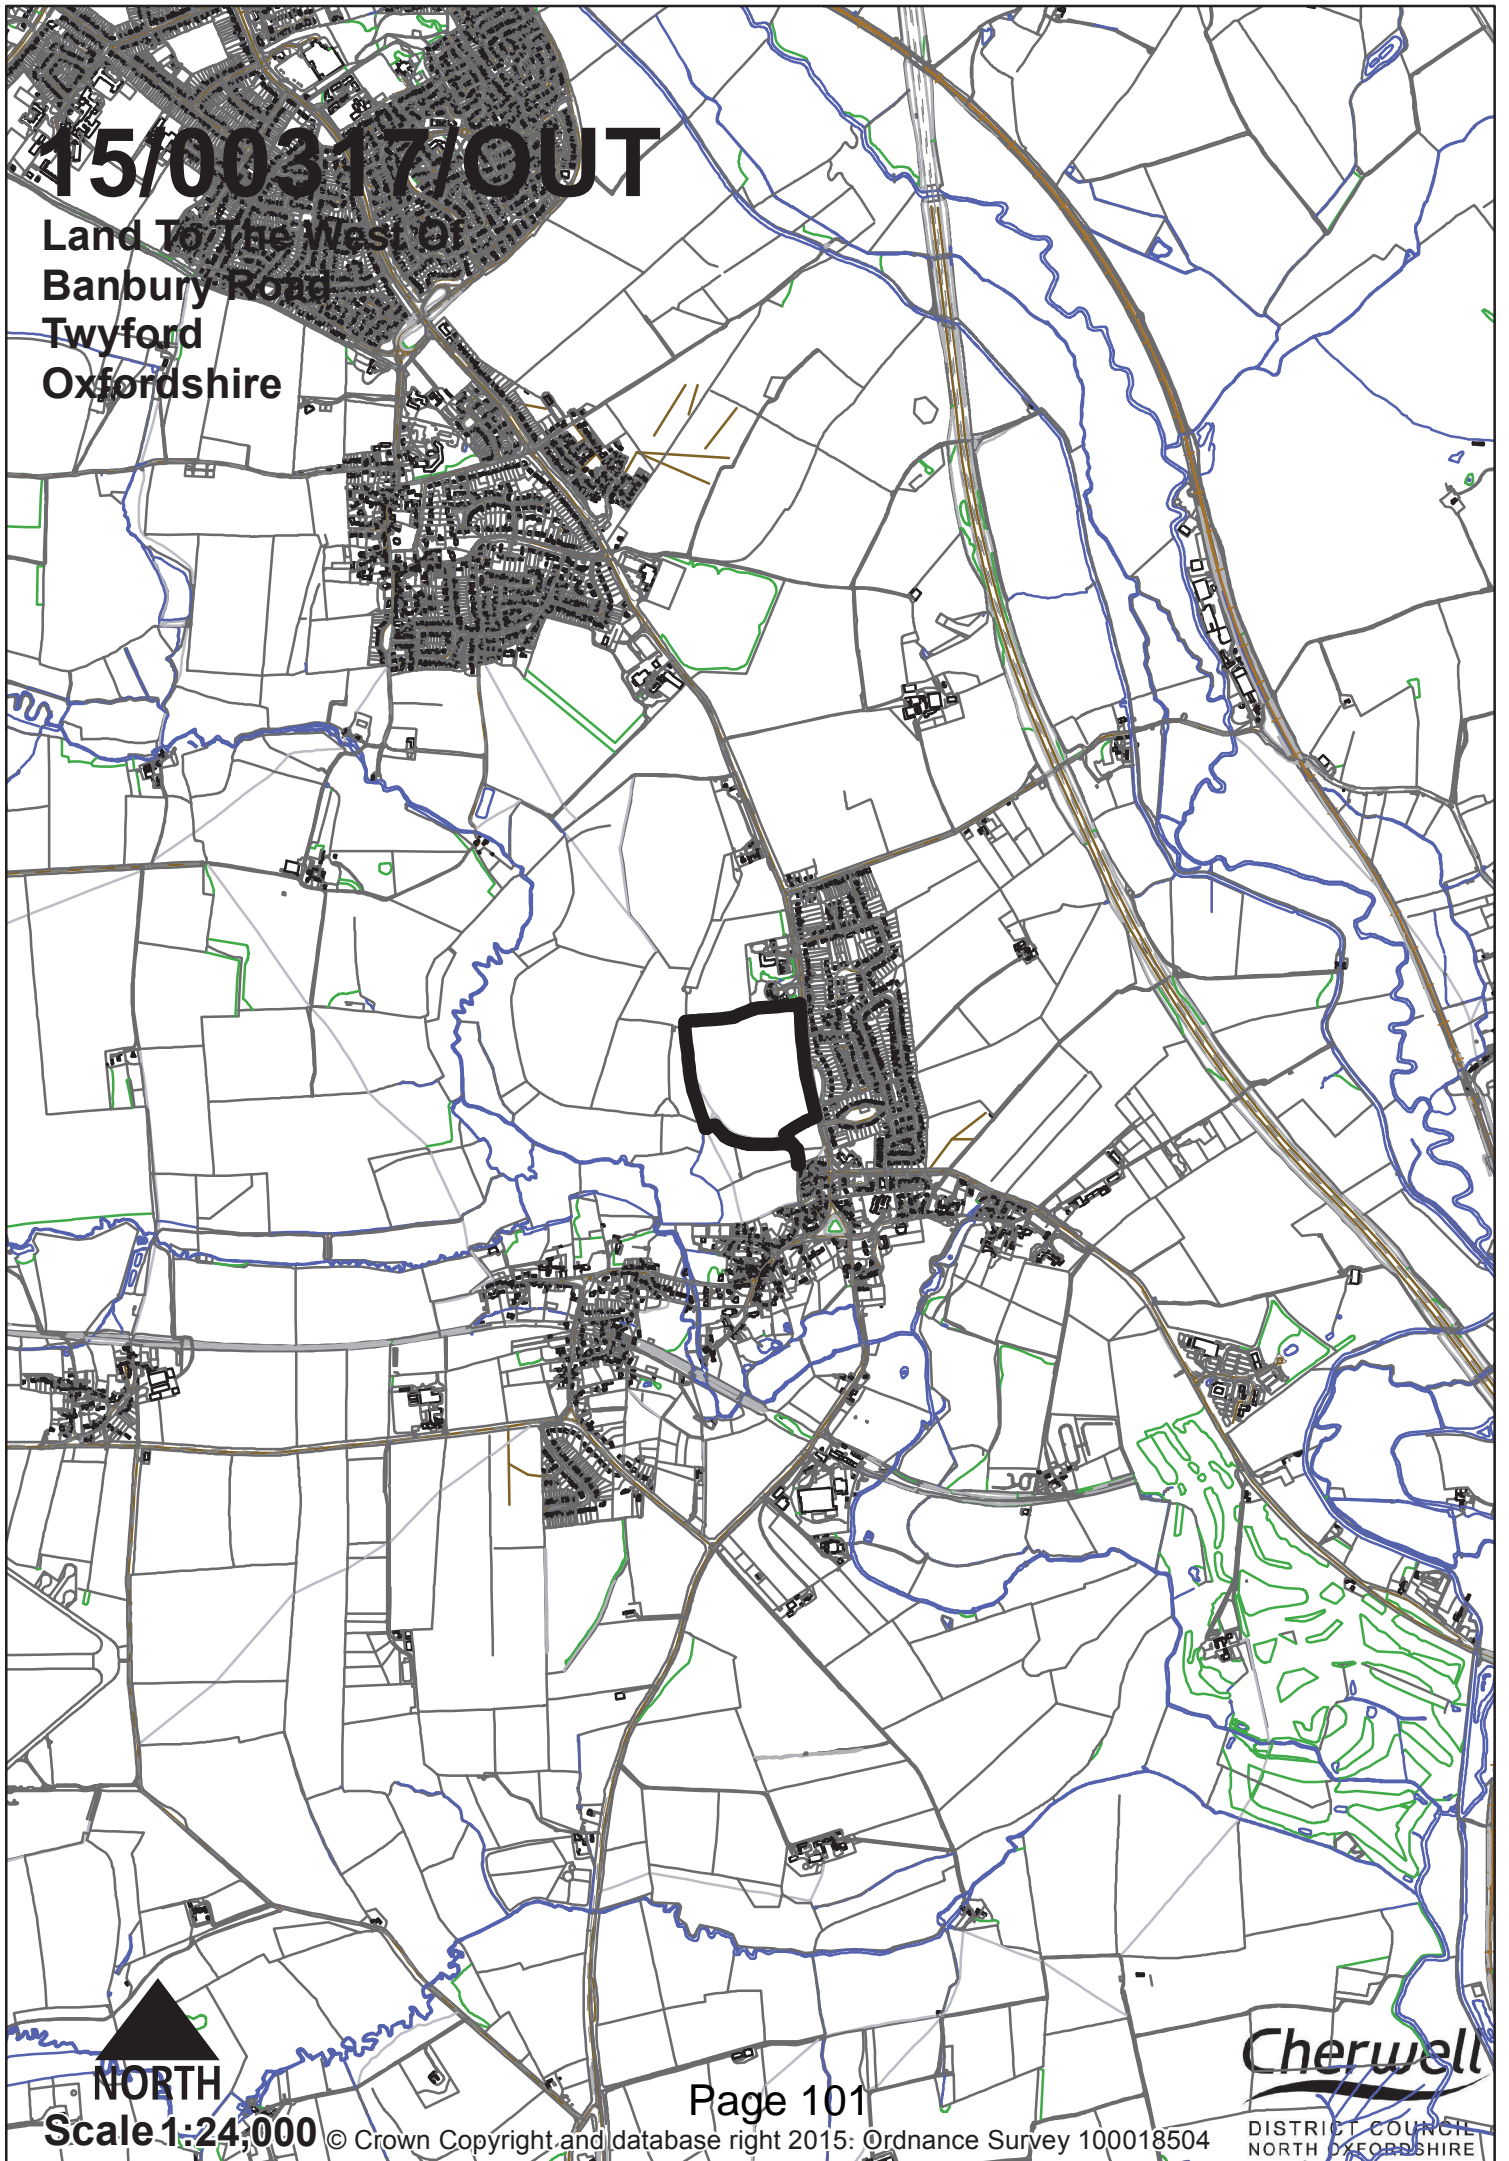 15/00317/OUT
Land To The West Of
Banbury Road
Twyford
Oxfordshire
NORTH
Scale 1:24,000
© Crown Copyright and database right 2015. Ordnance Survey 100018504
Page 101
Cherwell
DISTRICT COUNCIL
NORTH OXFORDSHIRE